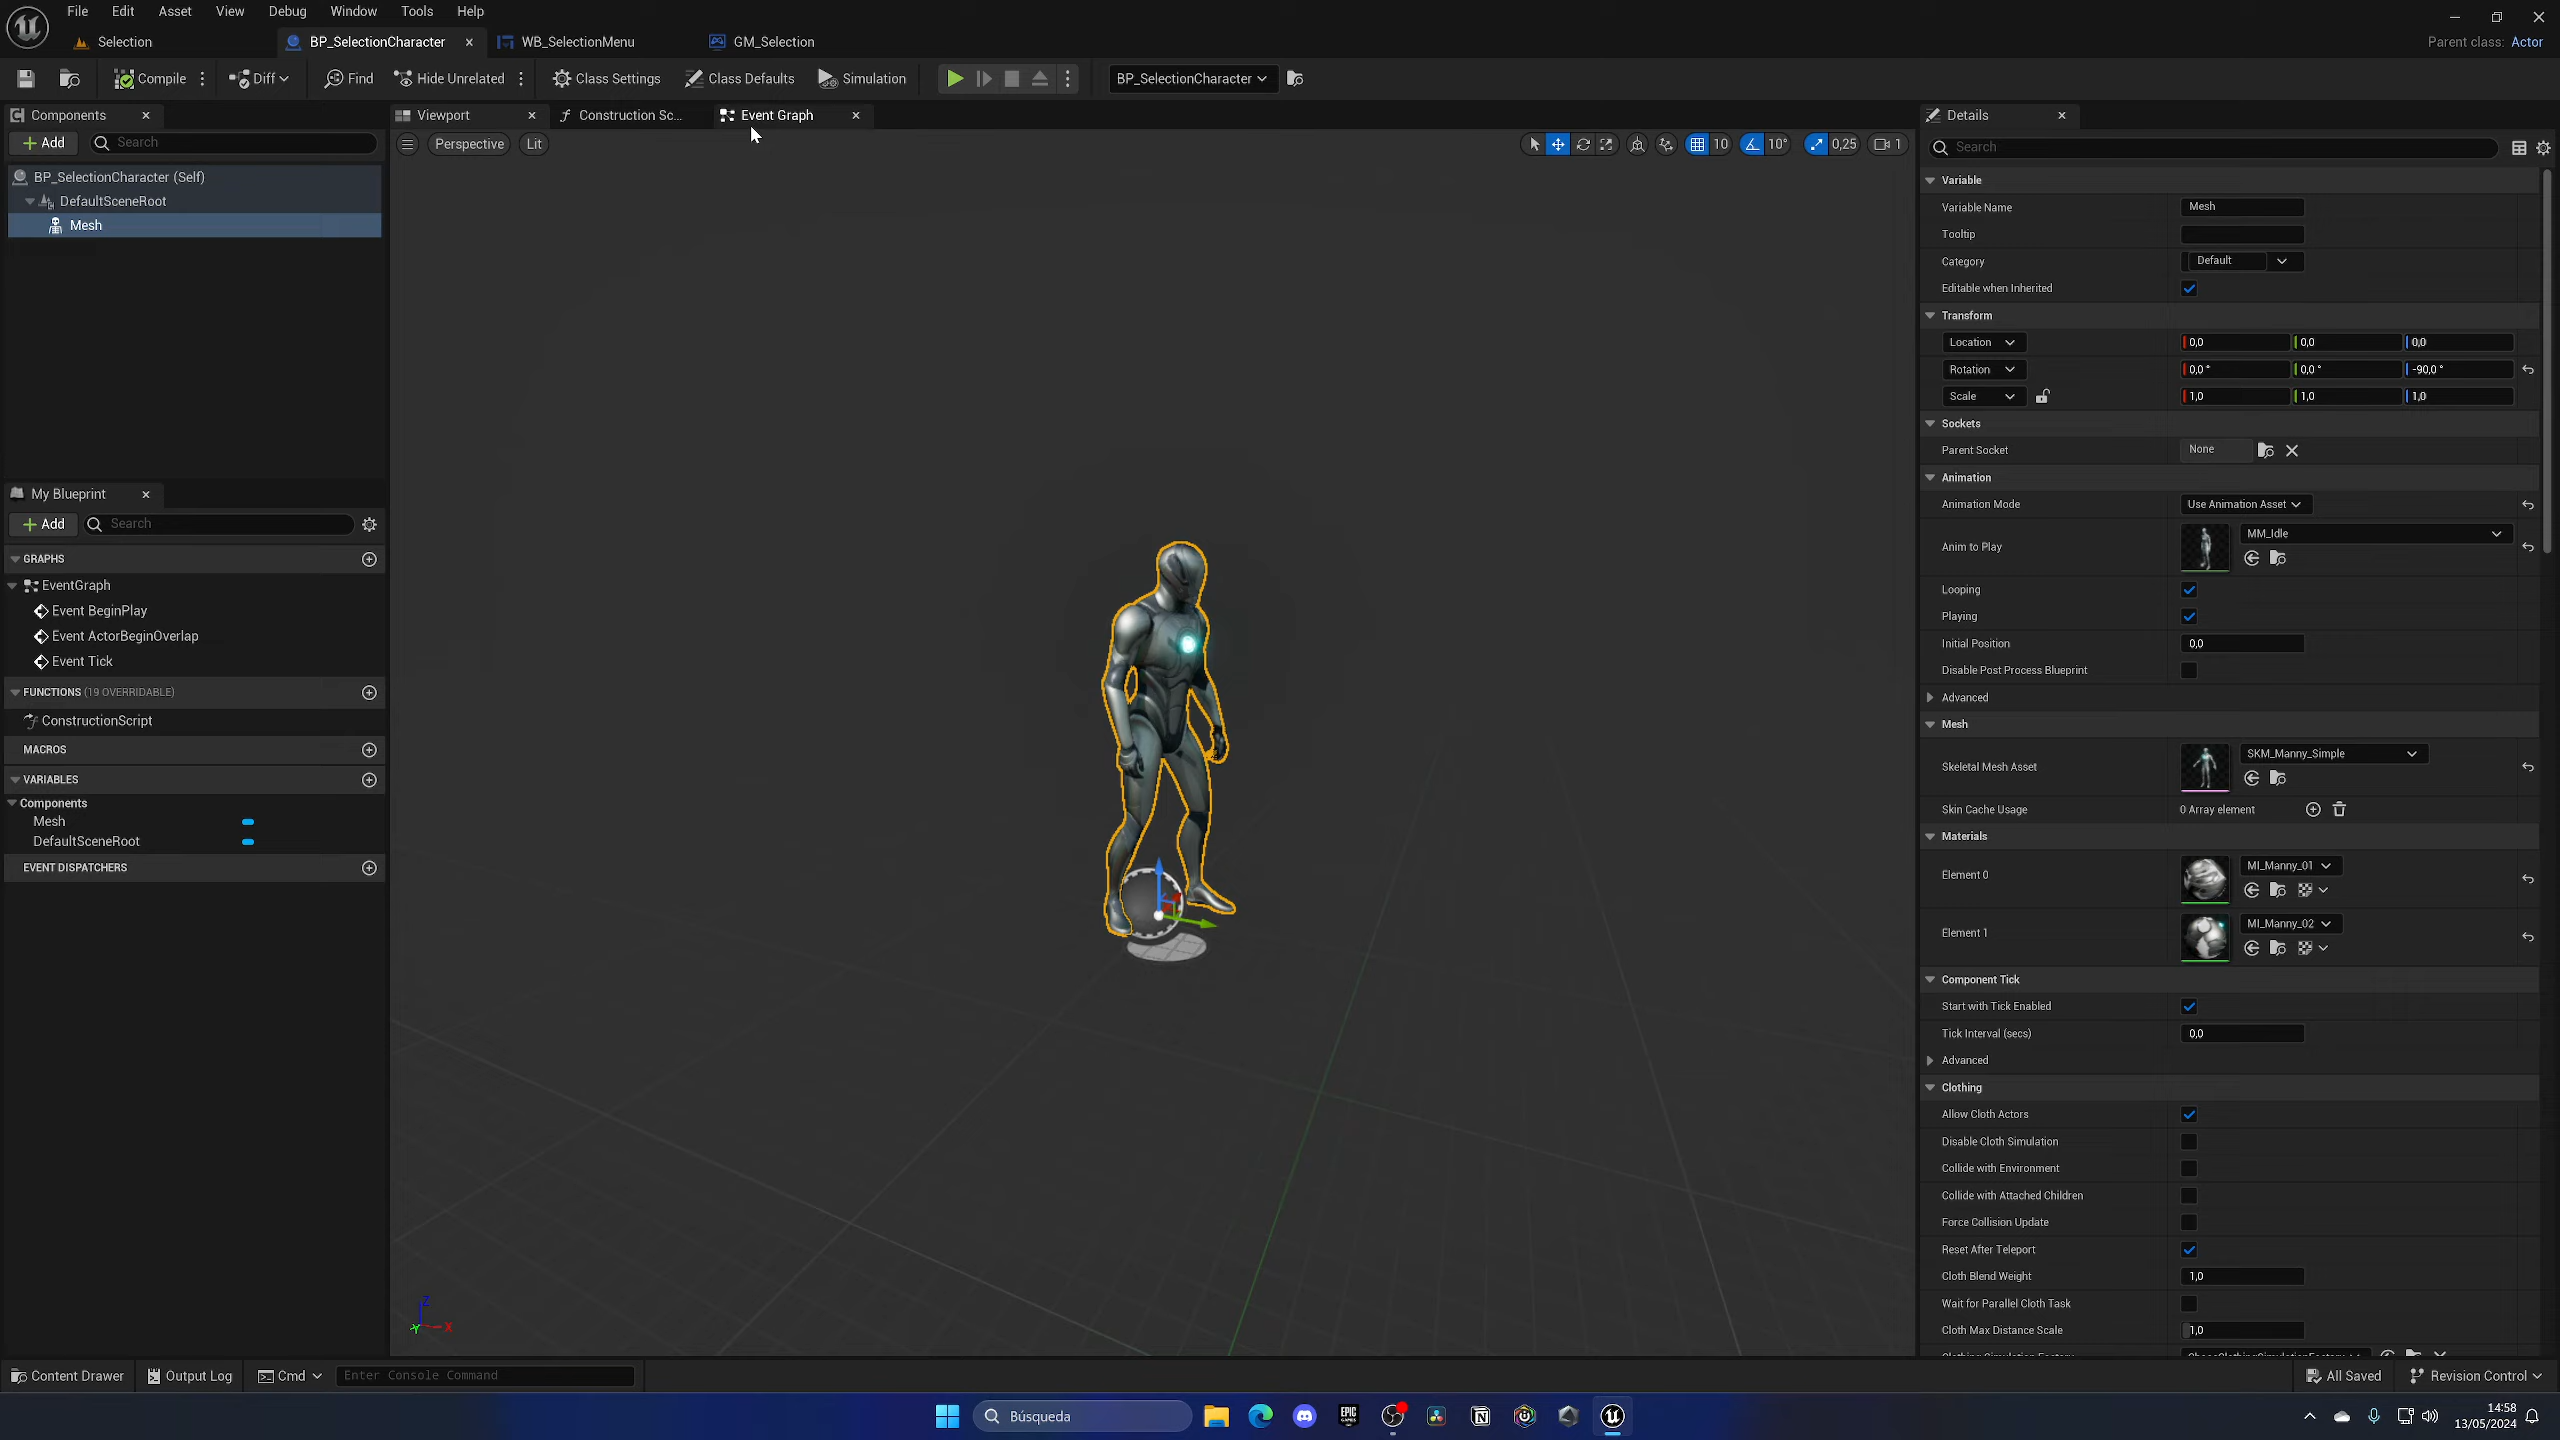 File Edit Asset View Debug Window Tools Help
Selection BP_SelectionCharacter WB_SelectionMenu GM_Selection Parent class: Actor
Compile Diff Find Hide Unrelated Class Settings Class Defaults Simulation BP_SelectionCharacter
Components Viewport Construction Sc... Event Graph Details
Add Search Perspective Lit 10 10° 0,25 1 Search
BP_SelectionCharacter (Self)
DefaultSceneRoot
Mesh
My Blueprint
Add Search
GRAPHS
EventGraph
Event BeginPlay
Event ActorBeginOverlap
Event Tick
FUNCTIONS (19 OVERRIDABLE)
ConstructionScript
MACROS
VARIABLES
Components
Mesh
DefaultSceneRoot
EVENT DISPATCHERS
Z
Y X
Variable
Variable Name Mesh
Tooltip
Category Default
Editable when Inherited
Transform
Location 0,0 0,0 0,0
Rotation 0,0 ° 0,0 ° -90,0 °
Scale 1,0 1,0 1,0
Sockets
Parent Socket None
Animation
Animation Mode Use Animation Asset
Anim to Play MM_Idle
Looping
Playing
Initial Position 0,0
Disable Post Process Blueprint
Advanced
Mesh
Skeletal Mesh Asset SKM_Manny_Simple
Skin Cache Usage 0 Array element
Materials
Element 0 MI_Manny_01
Element 1 MI_Manny_02
Component Tick
Start with Tick Enabled
Tick Interval (secs) 0,0
Advanced
Clothing
Allow Cloth Actors
Disable Cloth Simulation
Collide with Environment
Collide with Attached Children
Force Collision Update
Reset After Teleport
Cloth Blend Weight 1,0
Wait for Parallel Cloth Task
Cloth Max Distance Scale 1,0
Content Drawer Output Log Cmd Enter Console Command All Saved Revision Control
Búsqueda EPIC GAMES 14:58
13/05/2024